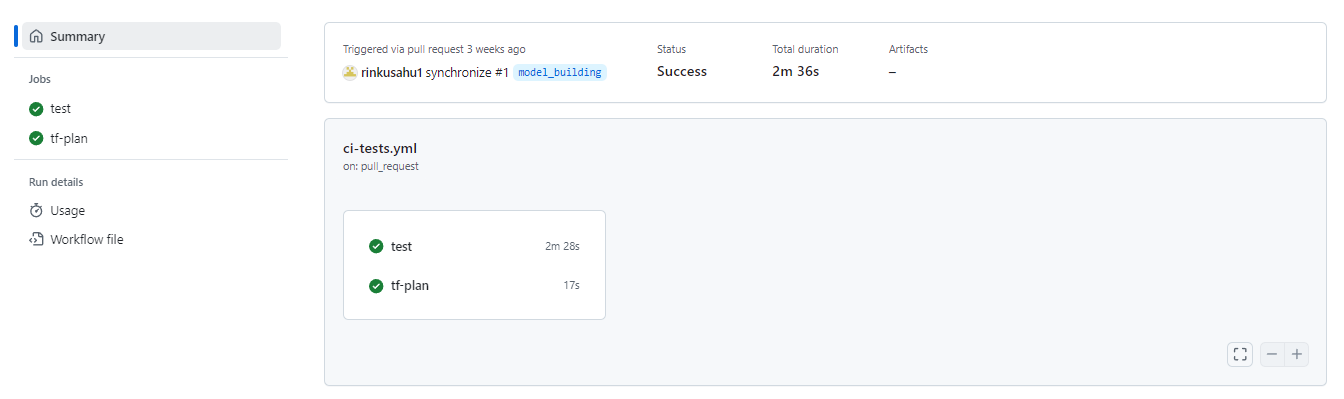 Summary
Jobs
test
tf-plan
Run details
Usage
Workflow file
Triggered via pull request 3 weeks ago
rinkusahu1 synchronize #1 model_building
Status
Success
Total duration
2m 36s
Artifacts
–
ci-tests.yml
on: pull_request
test 2m 28s
tf-plan 17s